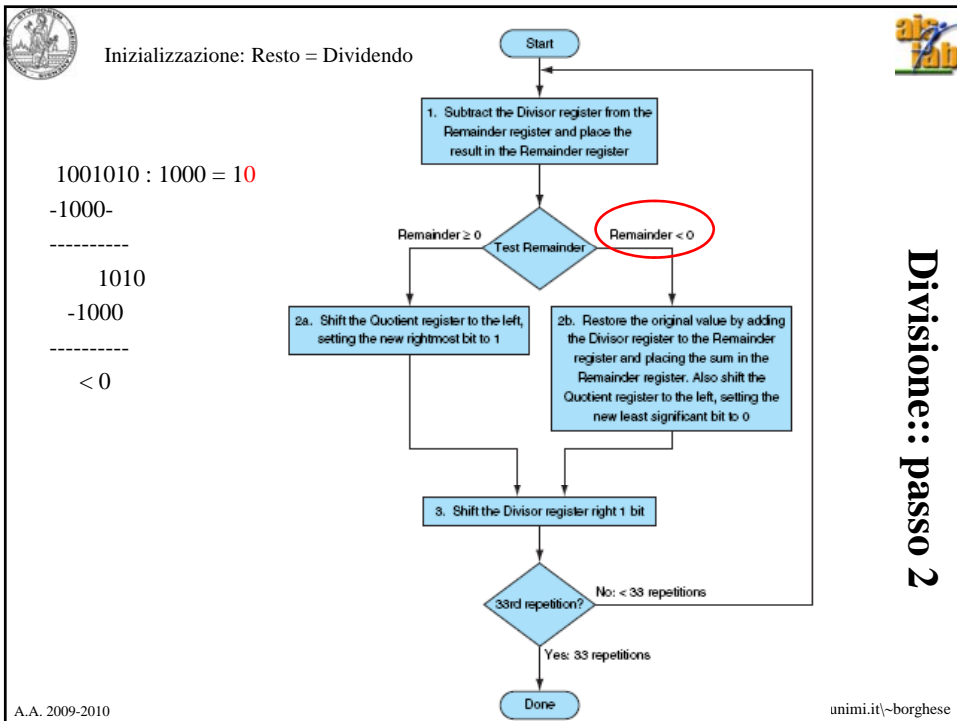 Inizializzazione: Resto = Dividendo
1001010 : 1000 = 10
-1000-
----------
1010
-1000
----------
< 0
Start
1. Subtract the Divisor register from the
Remainder register and place the
result in the Remainder register
Remainder ≥ 0
Test Remainder
Remainder < 0
2a. Shift the Quotient register to the left,
setting the new rightmost bit to 1
2b. Restore the original value by adding
the Divisor register to the Remainder
register and placing the sum in the
Remainder register. Also shift the
Quotient register to the left, setting the
new least significant bit to 0
3. Shift the Divisor register right 1 bit
33rd repetition?
No: < 33 repetitions
Yes: 33 repetitions
Done
Divisione:: passo 2
A.A. 2009-2010
unimi.it\~borghese